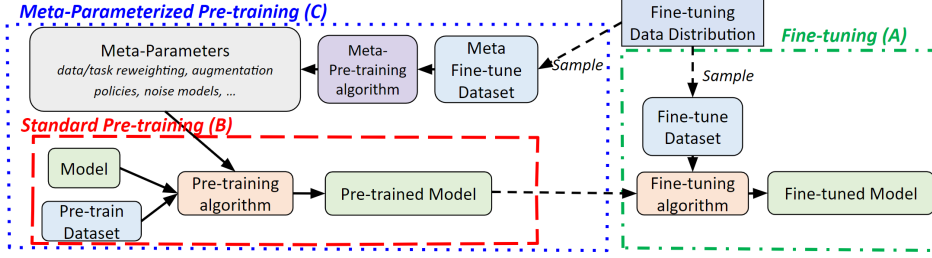 Meta-Parameterized Pre-training (C)
Fine-tuning
Data Distribution
Fine-tuning (A)
Meta-Parameters
data/task reweighting, augmentation
policies, noise models, ...
Meta-
Pre-training
algorithm
Meta
Fine-tune
Dataset
Sample
Sample
Fine-tune
Dataset
Standard Pre-training (B)
Model
Pre-train
Dataset
Pre-training
algorithm
Pre-trained Model
Fine-tuning
algorithm
Fine-tuned Model